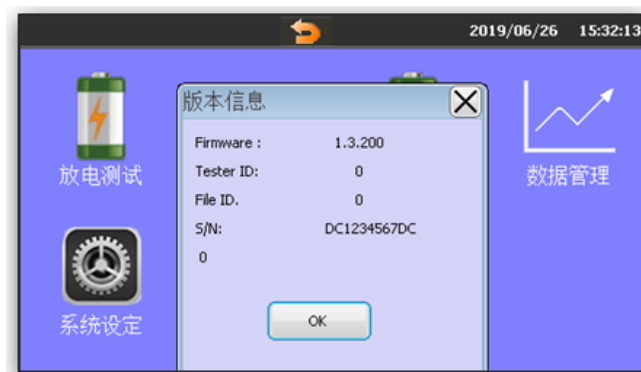 2019/06/26 15:32:13
版本信息
Firmware : 1.3.200
Tester ID: 0
File ID. 0
S/N: DC1234567DC
0
OK
放电测试
数据管理
系统设定